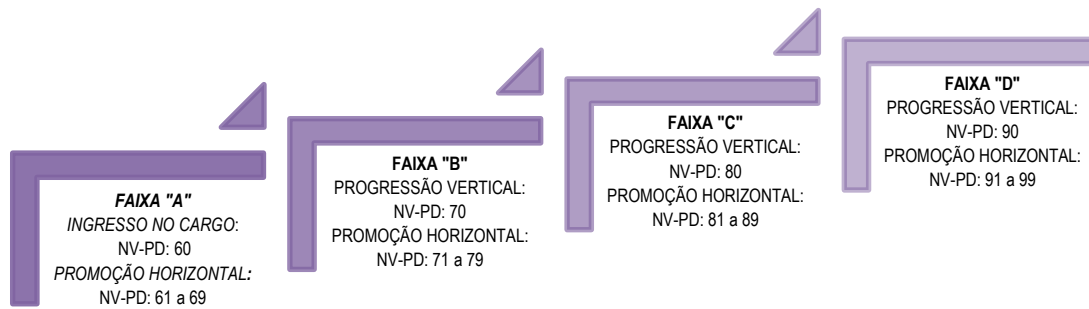 FAIXA "A"
INGRESSO NO CARGO:
NV-PD: 60
PROMOÇÃO HORIZONTAL:
NV-PD: 61 a 69
FAIXA "B"
PROGRESSÃO VERTICAL:
NV-PD: 70
PROMOÇÃO HORIZONTAL:
NV-PD: 71 a 79
FAIXA "C"
PROGRESSÃO VERTICAL:
NV-PD: 80
PROMOÇÃO HORIZONTAL:
NV-PD: 81 a 89
FAIXA "D"
PROGRESSÃO VERTICAL:
NV-PD: 90
PROMOÇÃO HORIZONTAL:
NV-PD: 91 a 99